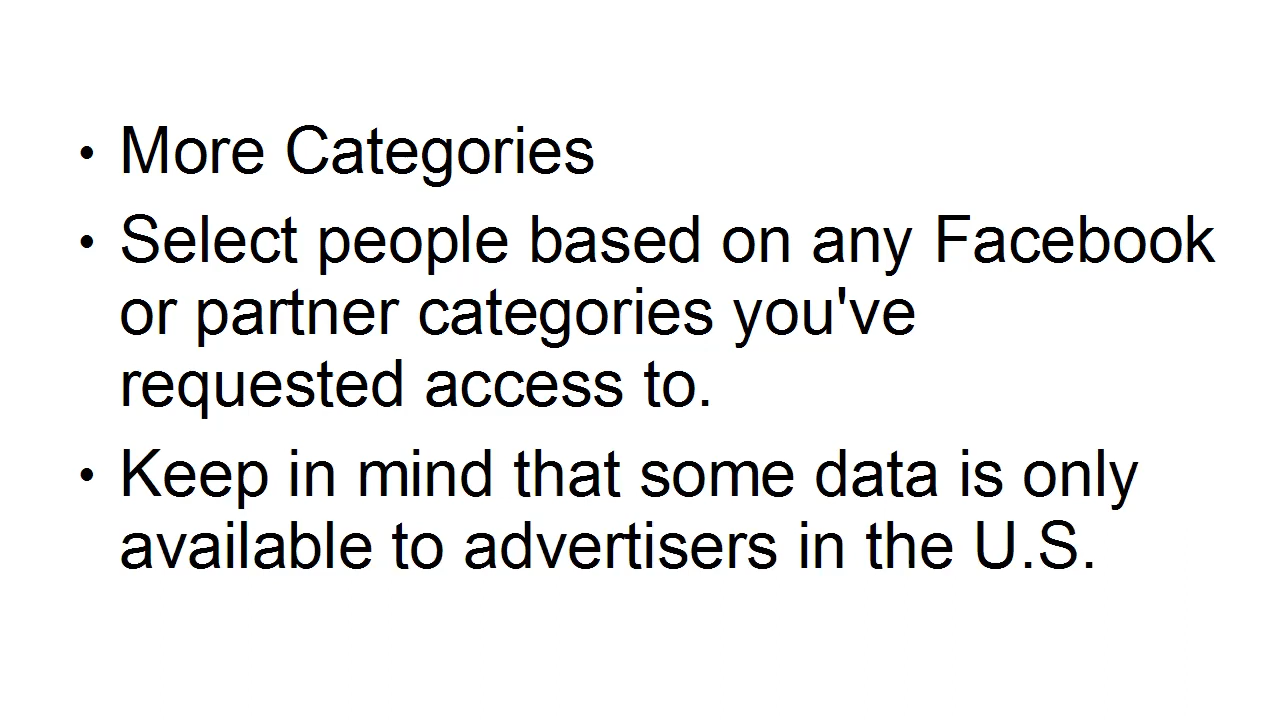 • More Categories
• Select people based on any Facebook
or partner categories you've
requested access to.
• Keep in mind that some data is only
available to advertisers in the U.S.